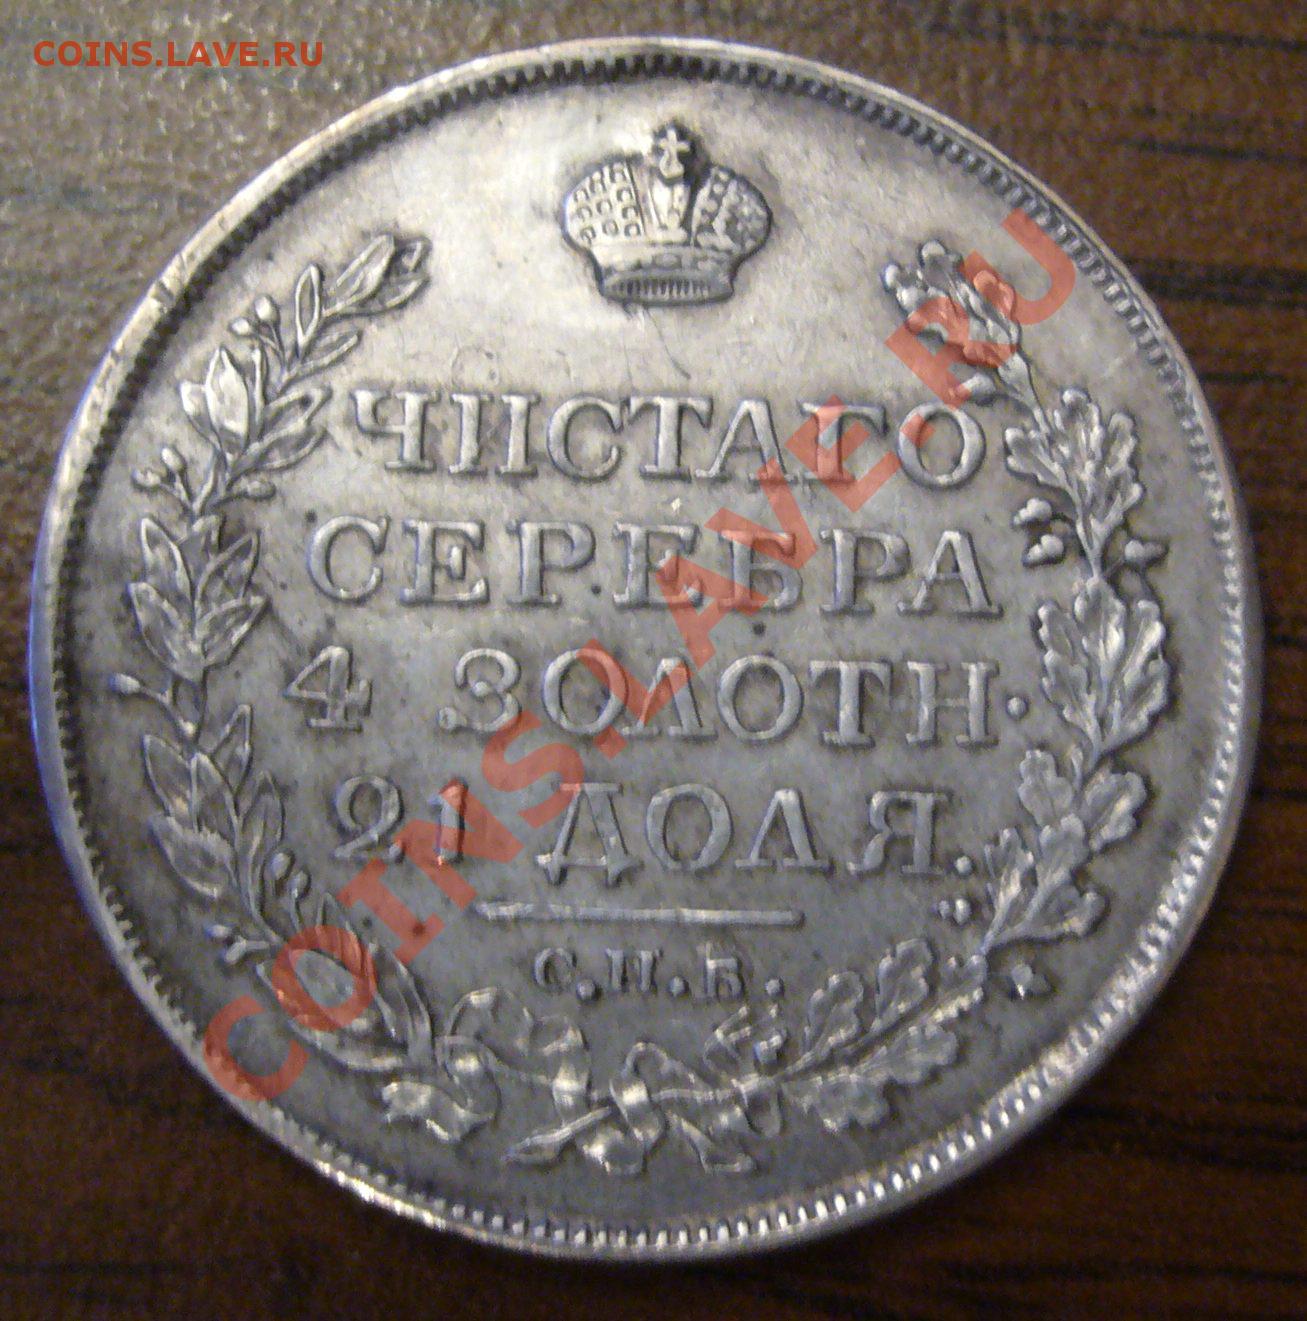 COINS.LAVE.RU
ЧИСТАГО
СЕРЕБРА
4 ЗОЛОТН.
21 ДОЛЯ.
С.П.Б.
COINS.LAVE.RU